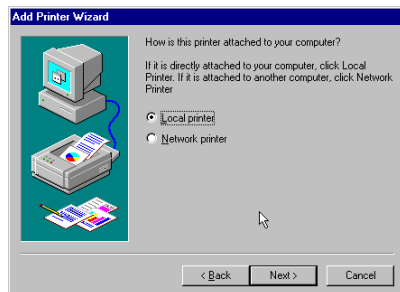 Add Printer Wizard
How is this printer attached to your computer?
If it is directly attached to your computer, click Local
Printer. If it is attached to another computer, click Network
Printer
Local printer
Network printer
< Back
Next >
Cancel